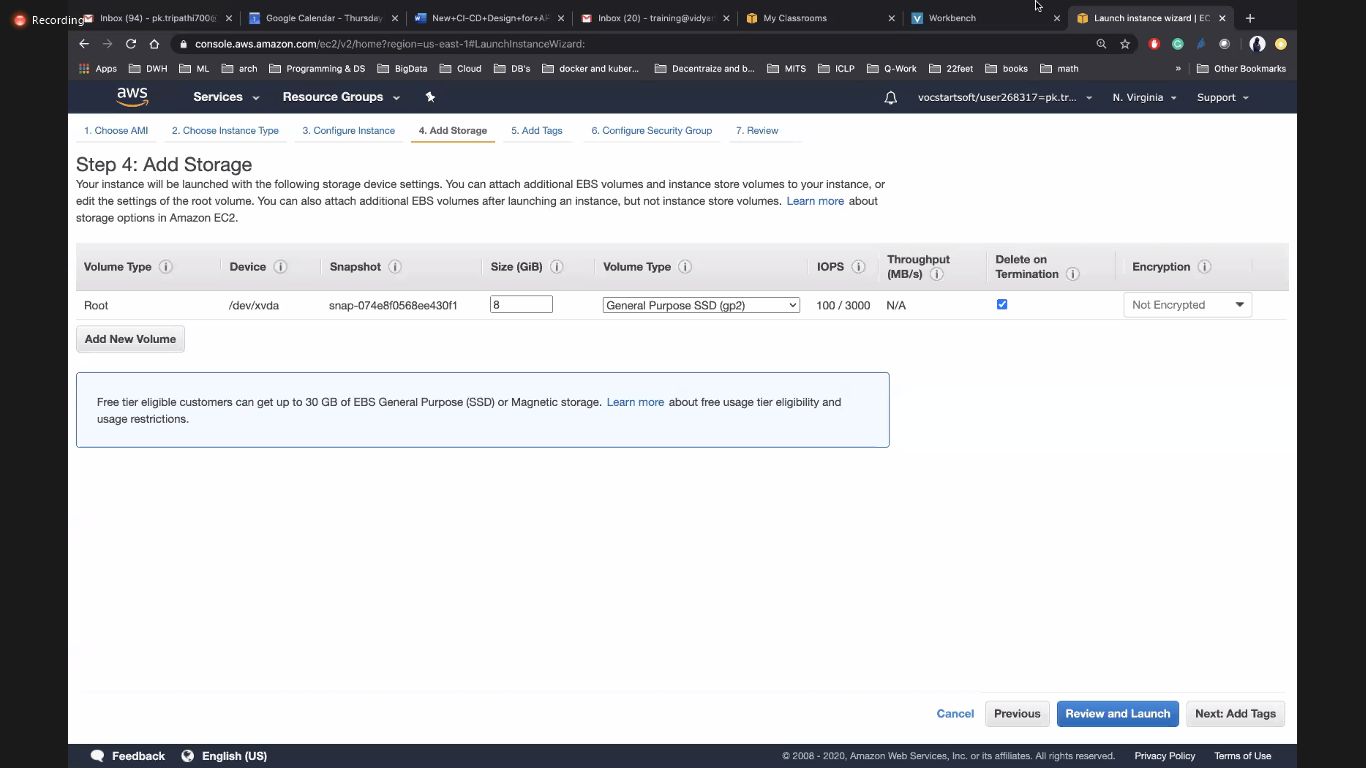 Recording
Inbox (94) - pk.tripathi700@
Google Calendar - Thursday
New+CI-CD+Design+for+AF
Inbox (20) - training@vidyar
My Classrooms
Workbench
Launch instance wizard | EC
console.aws.amazon.com/ec2/v2/home?region=us-east-1#LaunchInstanceWizard:
Apps
DWH
ML
arch
Programming & DS
BigData
Cloud
DB's
docker and kuber...
Decentraize and b...
MITS
ICLP
Q-Work
22feet
books
math
»
Other Bookmarks
aws
Services
Resource Groups
vocstartsoft/user268317=pk.tr...
N. Virginia
Support
1. Choose AMI
2. Choose Instance Type
3. Configure Instance
4. Add Storage
5. Add Tags
6. Configure Security Group
7. Review
Step 4: Add Storage
Your instance will be launched with the following storage device settings. You can attach additional EBS volumes and instance store volumes to your instance, or
edit the settings of the root volume. You can also attach additional EBS volumes after launching an instance, but not instance store volumes. Learn more about
storage options in Amazon EC2.
Volume Type
Device
Snapshot
Size (GiB)
Volume Type
IOPS
Throughput
(MB/s)
Delete on
Termination
Encryption
Root
/dev/xvda
snap-074e8f0568ee430f1
8
General Purpose SSD (gp2)
100 / 3000
N/A
Not Encrypted
Add New Volume
Free tier eligible customers can get up to 30 GB of EBS General Purpose (SSD) or Magnetic storage. Learn more about free usage tier eligibility and
usage restrictions.
Cancel
Previous
Review and Launch
Next: Add Tags
Feedback
English (US)
© 2008 - 2020, Amazon Web Services, Inc. or its affiliates. All rights reserved.
Privacy Policy
Terms of Use